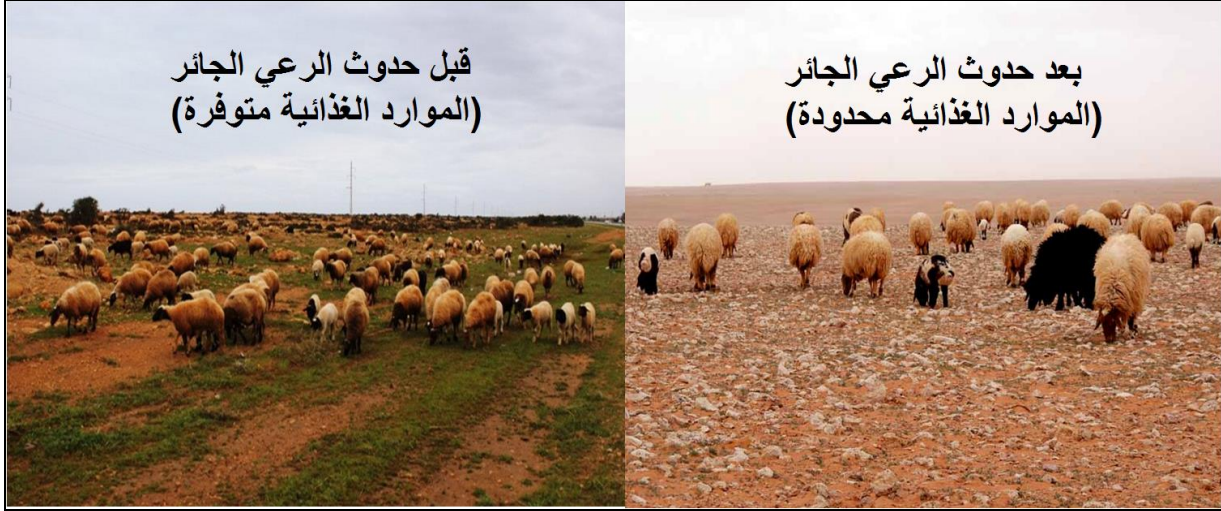 بعد حدوث الرعي الجائر
(الموارد الغذائية محدودة)
قبل حدوث الرعي الجائر
(الموارد الغذائية متوفرة)